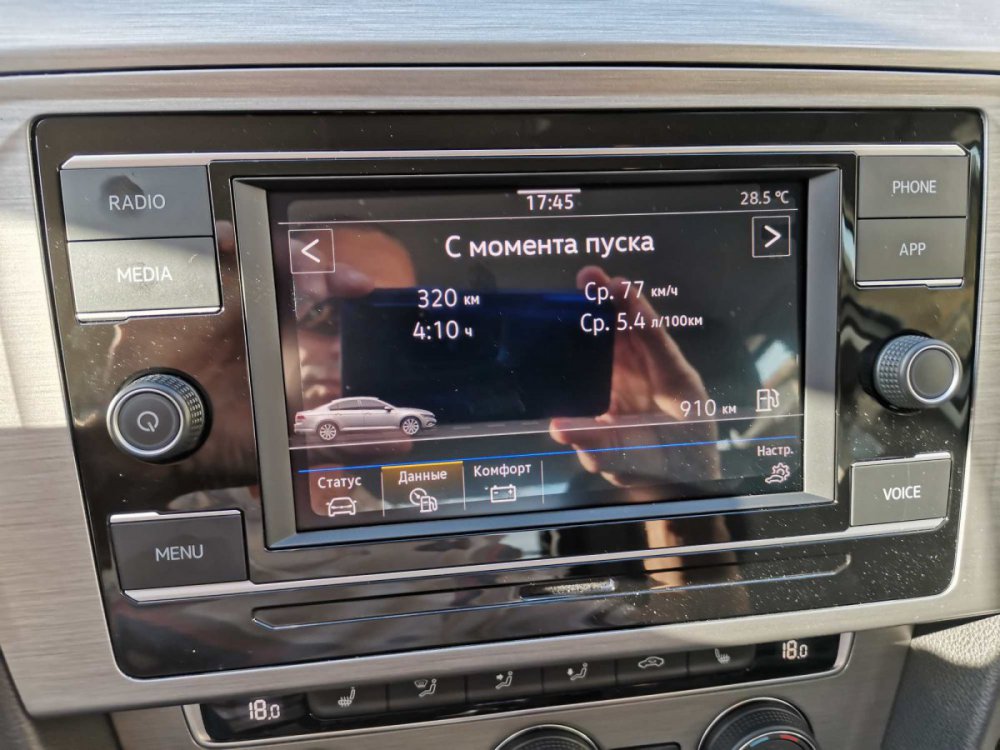 RADIO
MEDIA
MENU
17:45
28.5 °C
<
С момента пуска
>
320 км
Ср. 77 км/ч
4:10 ч
Ср. 5.4 л/100км
910 км
Статус
Данные
Комфорт
Настр.
PHONE
APP
VOICE
18.0
18.0